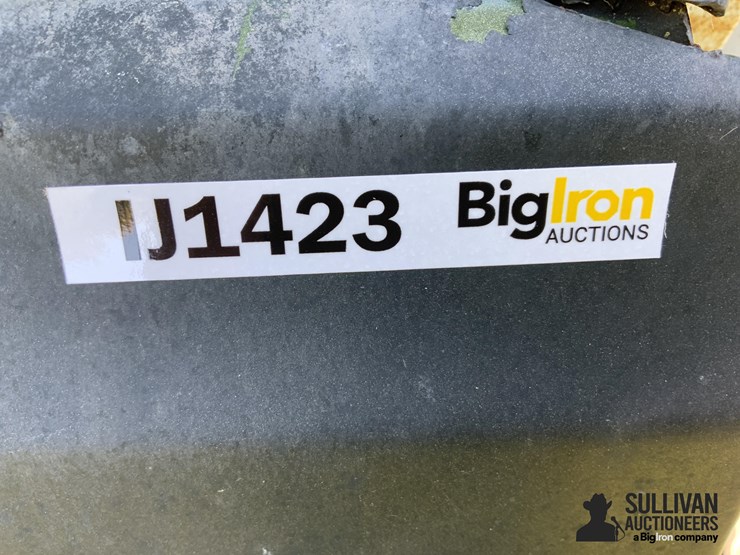 IJ1423
BigIron
AUCTIONS
SULLIVAN
AUCTIONEERS
a BigIron company